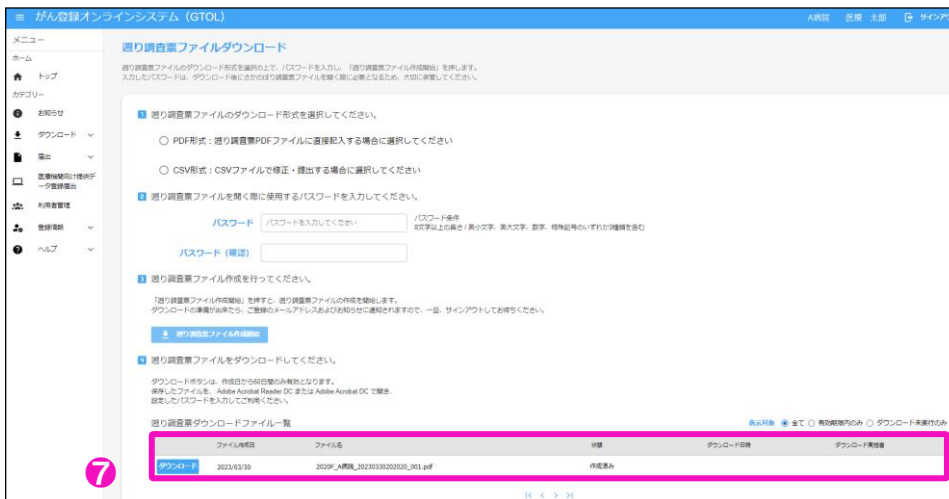 がん登録オンラインシステム（GTOL）
A病院 医療 太郎 サインアウ
メニュー
ホーム
トップ
カテゴリー
お知らせ
ダウンロード
届出
医療機関向け提供デ
ータ登録届出
利用者管理
登録情報
ヘルプ
遡り調査票ファイルダウンロード
遡り調査票ファイルのダウンロード形式を選択の上で、パスワードを入力し、「遡り調査票ファイル作成開始」を押します。
入力したパスワードは、ダウンロード後にさかのぼり調査票ファイルを開く際に必要となるため、大切に保管してください。
1 遡り調査票ファイルのダウンロード形式を選択してください。
PDF形式：遡り調査票PDFファイルに直接記入する場合に選択してください
CSV形式：CSVファイルで修正・提出する場合に選択してください
2 遡り調査票ファイルを開く際に使用するパスワードを入力してください。
パスワード パスワードを入力してください パスワード条件
8文字以上の長さ / 英小文字、英大文字、数字、特殊記号のいずれか3種類を含む
パスワード（確認）
3 遡り調査票ファイル作成を行ってください。
「遡り調査票ファイル作成開始」を押すと、遡り調査票ファイルの作成を開始します。
ダウンロードの準備が出来たら、ご登録のメールアドレスおよびお知らせに通知されますので、一旦、サインアウトしてお待ちください。
遡り調査票ファイル作成開始
4 遡り調査票ファイルをダウンロードしてください。
ダウンロードボタンは、作成日から60日間のみ有効となります。
保存したファイルを、Adobe Acrobat Reader DC または Adobe Acrobat DC で開き、
設定したパスワードを入力してご利用ください。
遡り調査票ダウンロードファイル一覧 表示対象 全て 有効期限内のみ ダウンロード未実行のみ
ファイル作成日 ファイル名 状態 ダウンロード日時 ダウンロード実施者
ダウンロード 2023/03/30 2020F_A病院_20230330202020_001.pdf 作成済み
7